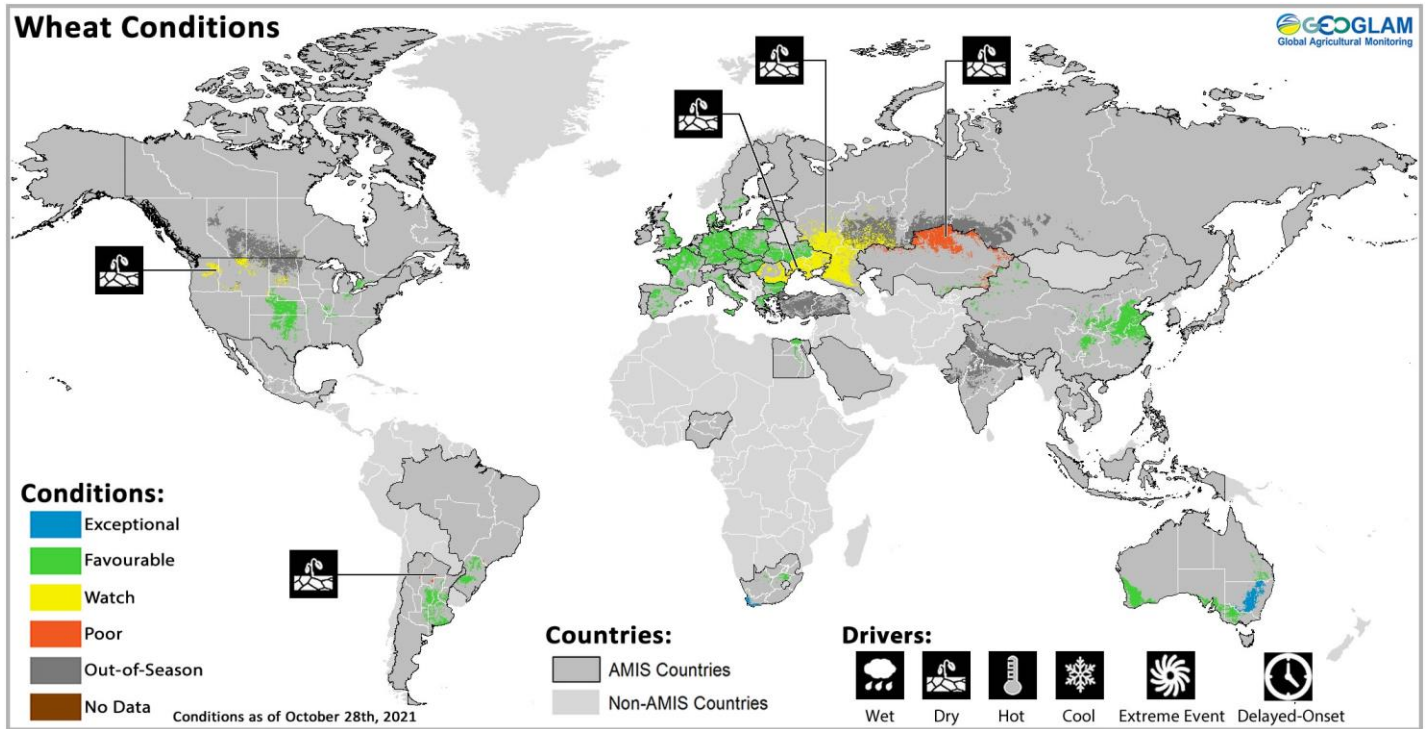 Wheat Conditions
GEOGLAM
Global Agricultural Monitoring
Conditions:
Exceptional
Favourable
Watch
Poor
Out-of-Season
No Data
Conditions as of October 28th, 2021
Countries:
AMIS Countries
Non-AMIS Countries
Drivers:
Wet
Dry
Hot
Cool
Extreme Event
Delayed-Onset